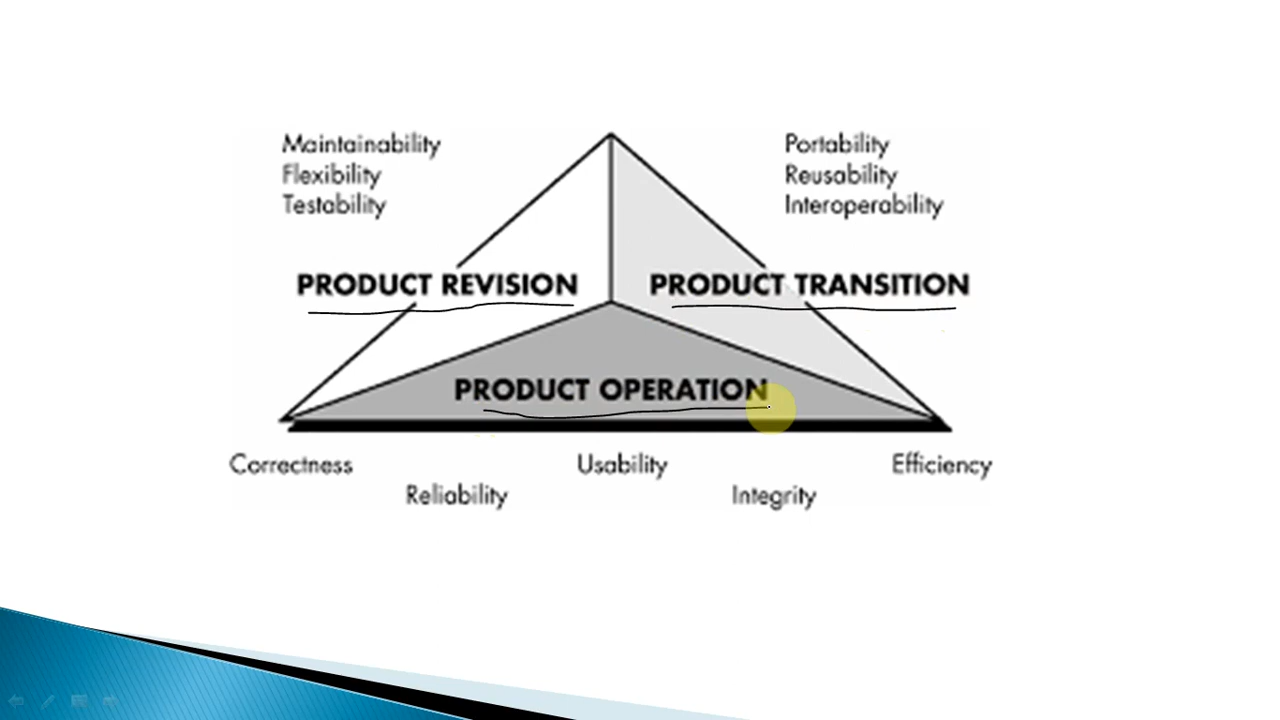 Maintainability
Flexibility
Testability
Portability
Reusability
Interoperability
PRODUCT REVISION
PRODUCT TRANSITION
PRODUCT OPERATION
Correctness
Usability
Efficiency
Reliability
Integrity